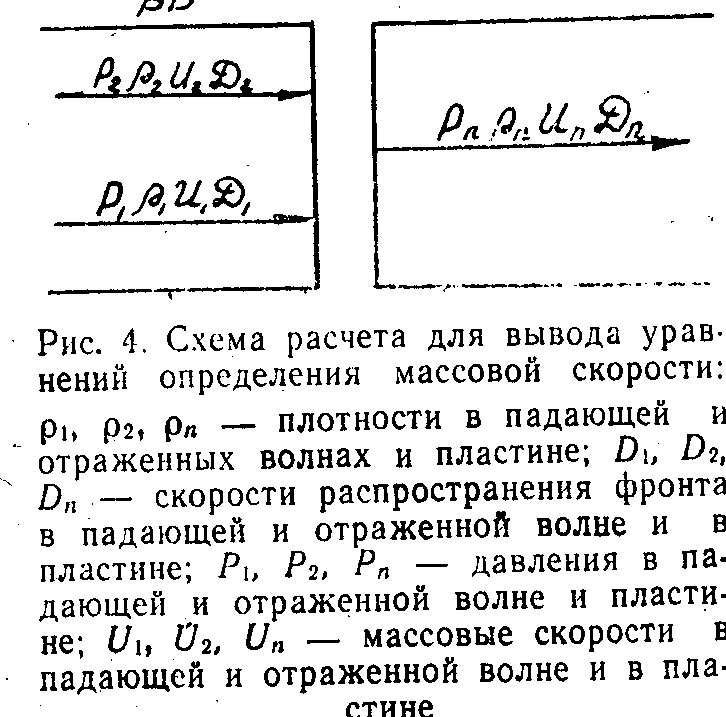 P₂ ρ₂ U₂ D₂
Pₙ ρₙ Uₙ Dₙ
P₁ ρ₁ U₁ D₁
Рис. 4. Схема расчета для вывода урав-
нений определения массовой скорости:
ρ₁, ρ₂, ρₙ — плотности в падающей и
отраженных волнах и пластине; D₁, D₂,
Dₙ — скорости распространения фронта
в падающей и отраженной волне и в
пластине; P₁, P₂, Pₙ — давления в па-
дающей и отраженной волне и пласти-
не; U₁, U₂, Uₙ — массовые скорости в
падающей и отраженной волне и в пла-
стине